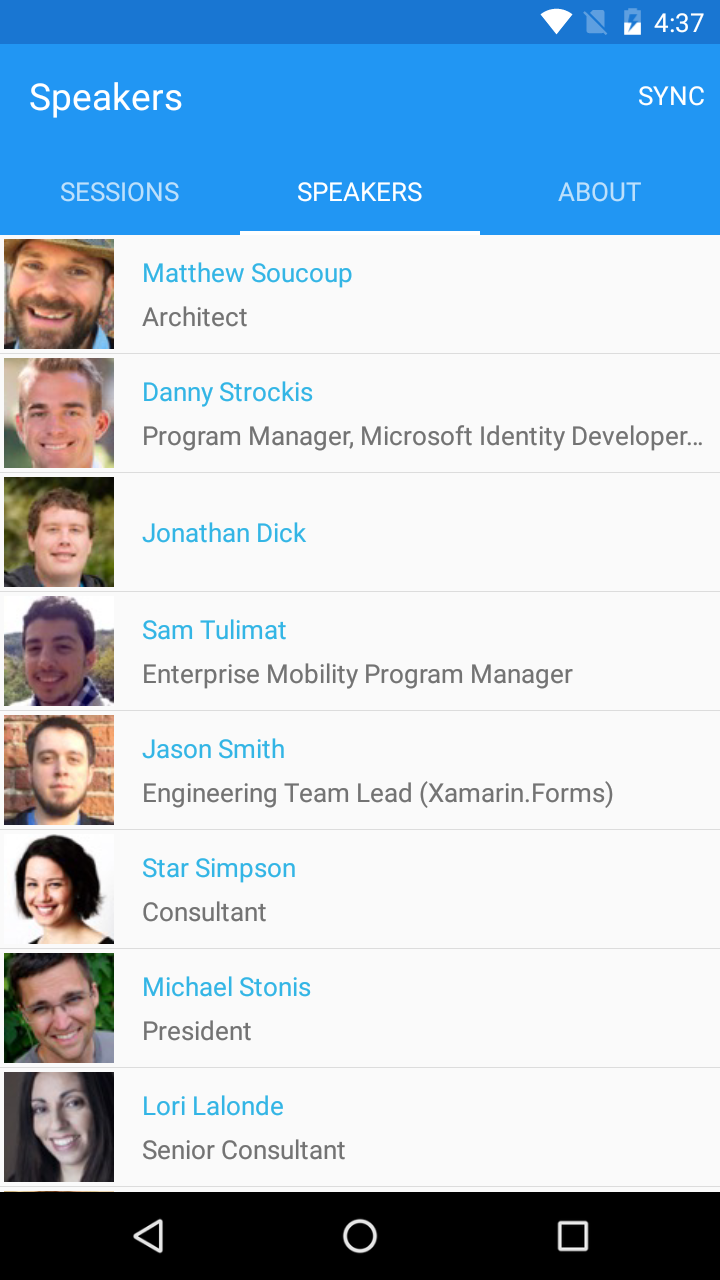 4:37
Speakers
SYNC
SESSIONS
SPEAKERS
ABOUT
Matthew Soucoup
Architect
Danny Strockis
Program Manager, Microsoft Identity Developer...
Jonathan Dick
Sam Tulimat
Enterprise Mobility Program Manager
Jason Smith
Engineering Team Lead (Xamarin.Forms)
Star Simpson
Consultant
Michael Stonis
President
Lori Lalonde
Senior Consultant